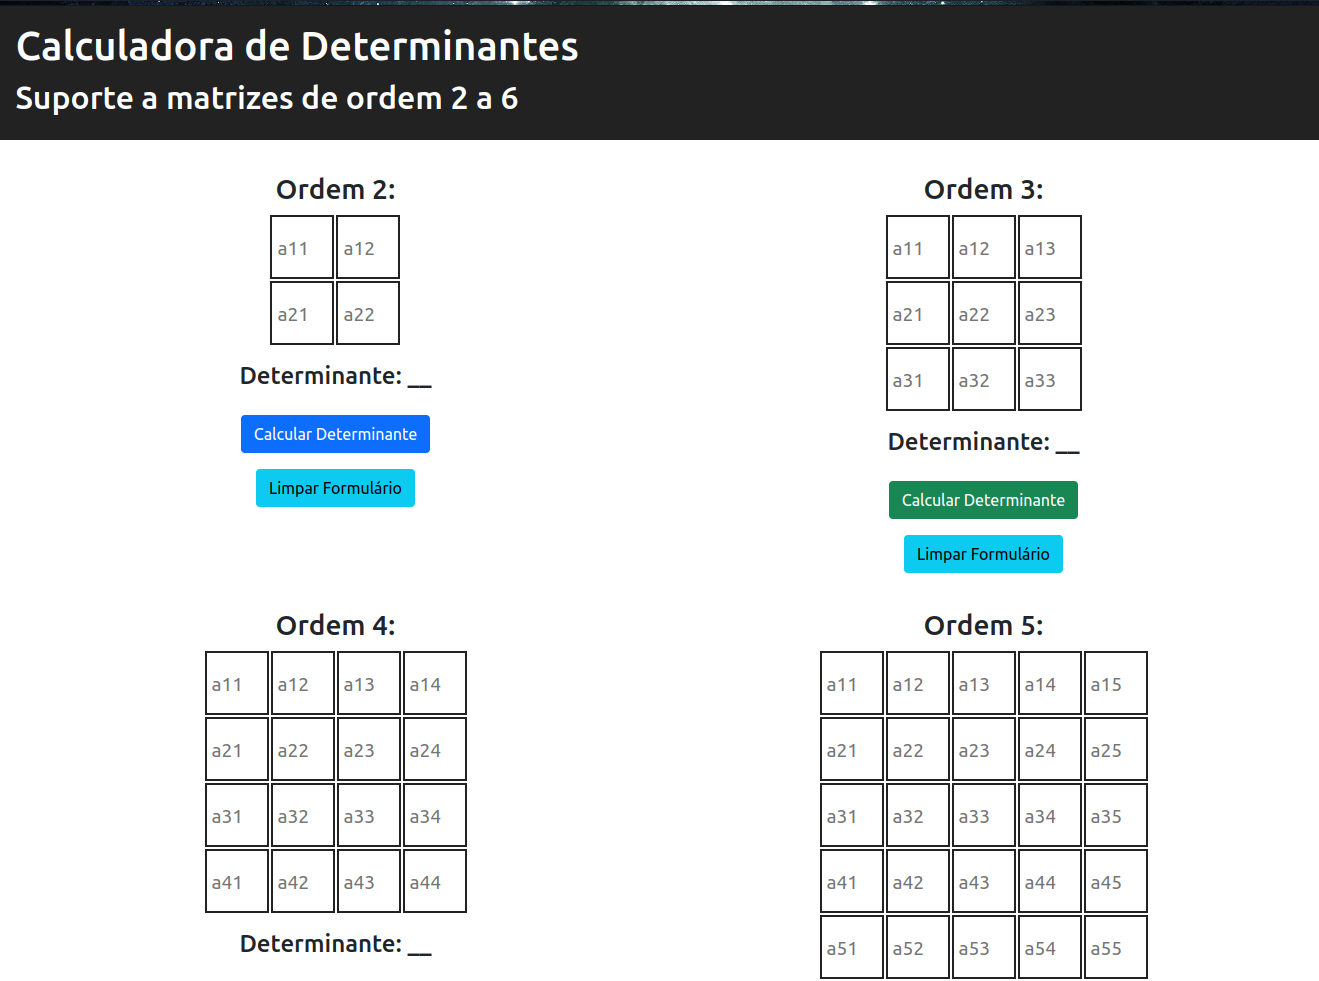 Calculadora de Determinantes
Suporte a matrizes de ordem 2 a 6
Ordem 2:
a11 a12
a21 a22
Determinante: __
Calcular Determinante
Limpar Formulário
Ordem 3:
a11 a12 a13
a21 a22 a23
a31 a32 a33
Determinante: __
Calcular Determinante
Limpar Formulário
Ordem 4:
a11 a12 a13 a14
a21 a22 a23 a24
a31 a32 a33 a34
a41 a42 a43 a44
Determinante: __
Ordem 5:
a11 a12 a13 a14 a15
a21 a22 a23 a24 a25
a31 a32 a33 a34 a35
a41 a42 a43 a44 a45
a51 a52 a53 a54 a55